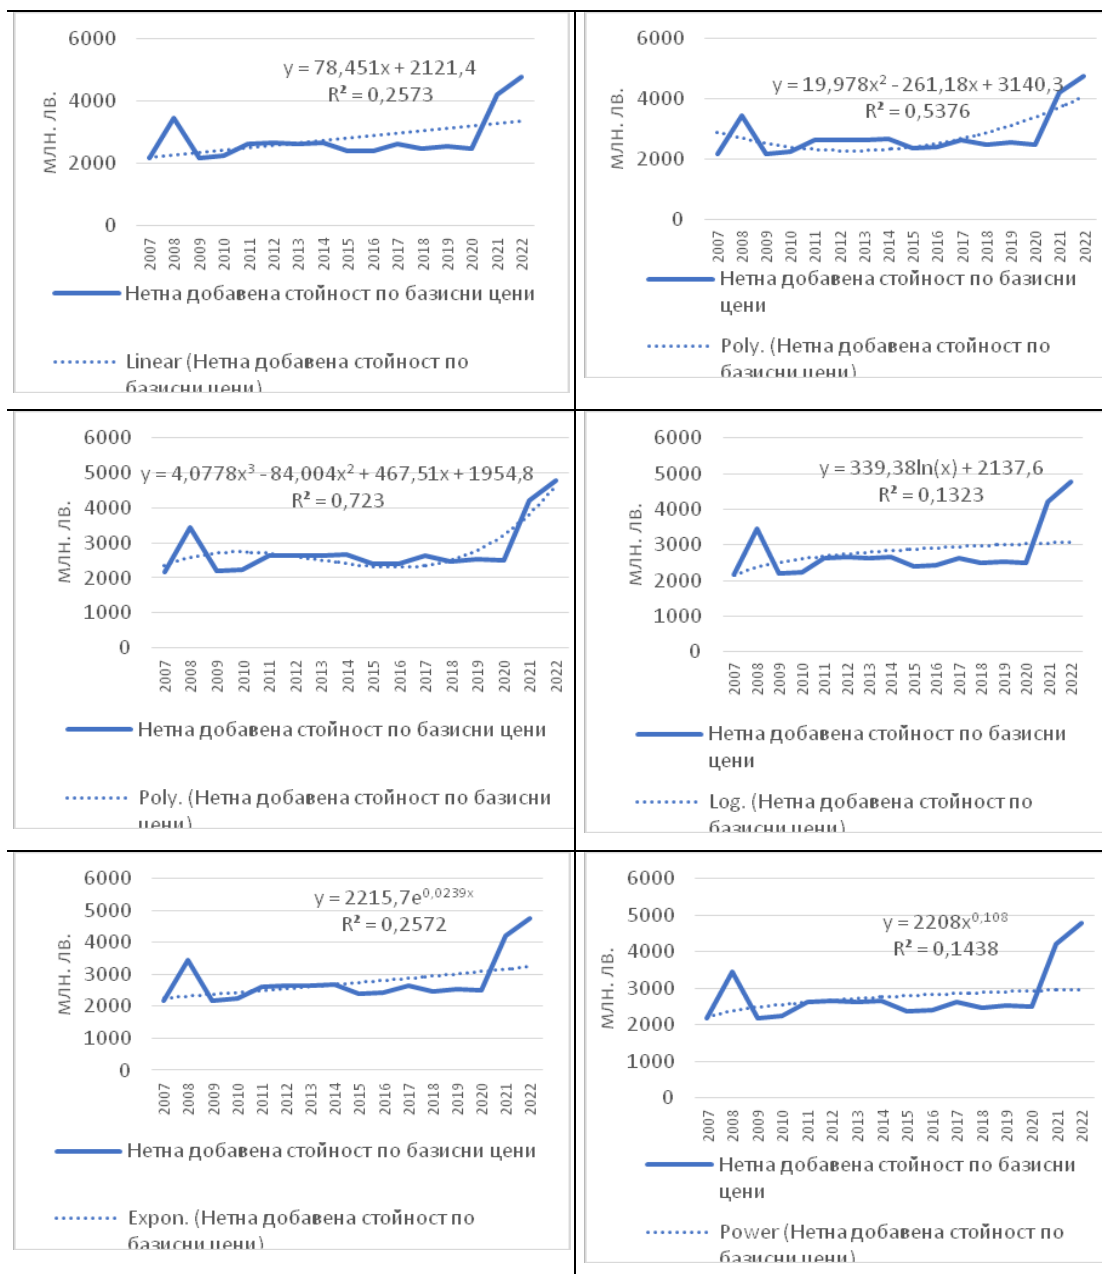 6000
4000
2000
0
млн. лв.
y = 78,451x + 2121,4
R² = 0,2573
2007 2008 2009 2010 2011 2012 2013 2014 2015 2016 2017 2018 2019 2020 2021 2022
Нетна добавена стойност по базисни цени
Linear (Нетна добавена стойност по
базисни цени)
6000
4000
2000
0
млн. лв.
y = 19,978x² - 261,18x + 3140,3
R² = 0,5376
2007 2008 2009 2010 2011 2012 2013 2014 2015 2016 2017 2018 2019 2020 2021 2022
Нетна добавена стойност по базисни
цени
Poly. (Нетна добавена стойност по
базисни цени)
6000
5000
4000
3000
2000
1000
0
млн. лв.
y = 4,0778x³ - 84,004x² + 467,51x + 1954,8
R² = 0,723
2007 2008 2009 2010 2011 2012 2013 2014 2015 2016 2017 2018 2019 2020 2021 2022
Нетна добавена стойност по базисни цени
Poly. (Нетна добавена стойност по базисни
цени)
6000
5000
4000
3000
2000
1000
0
млн. лв.
y = 339,38ln(x) + 2137,6
R² = 0,1323
2007 2008 2009 2010 2011 2012 2013 2014 2015 2016 2017 2018 2019 2020 2021 2022
Нетна добавена стойност по базисни
цени
Log. (Нетна добавена стойност по
базисни цени)
6000
5000
4000
3000
2000
1000
0
млн. лв.
y = 2215,7e^0,0239x
R² = 0,2572
2007 2008 2009 2010 2011 2012 2013 2014 2015 2016 2017 2018 2019 2020 2021 2022
Нетна добавена стойност по базисни цени
Expon. (Нетна добавена стойност по
базисни цени)
6000
5000
4000
3000
2000
1000
0
млн. лв.
y = 2208x^0,108
R² = 0,1438
2007 2008 2009 2010 2011 2012 2013 2014 2015 2016 2017 2018 2019 2020 2021 2022
Нетна добавена стойност по базисни
цени
Power (Нетна добавена стойност по
базисни цени)